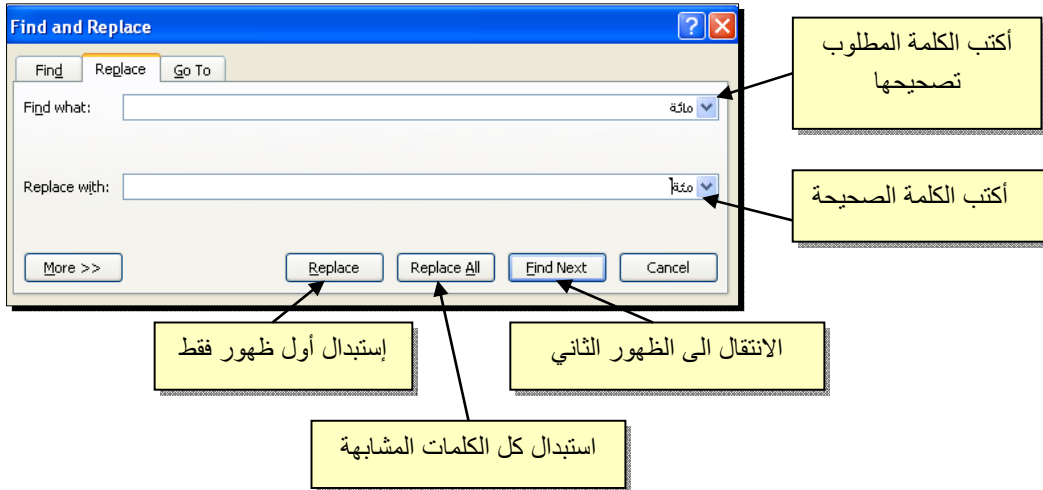 Find and Replace
أكتب الكلمة المطلوب
تصحيحها
Find Replace Go To
Find what: مائة
Replace with: مئة
أكتب الكلمة الصحيحة
More >> Replace Replace All Find Next Cancel
إستبدال أول ظهور فقط
الانتقال الى الظهور الثاني
استبدال كل الكلمات المشابهة